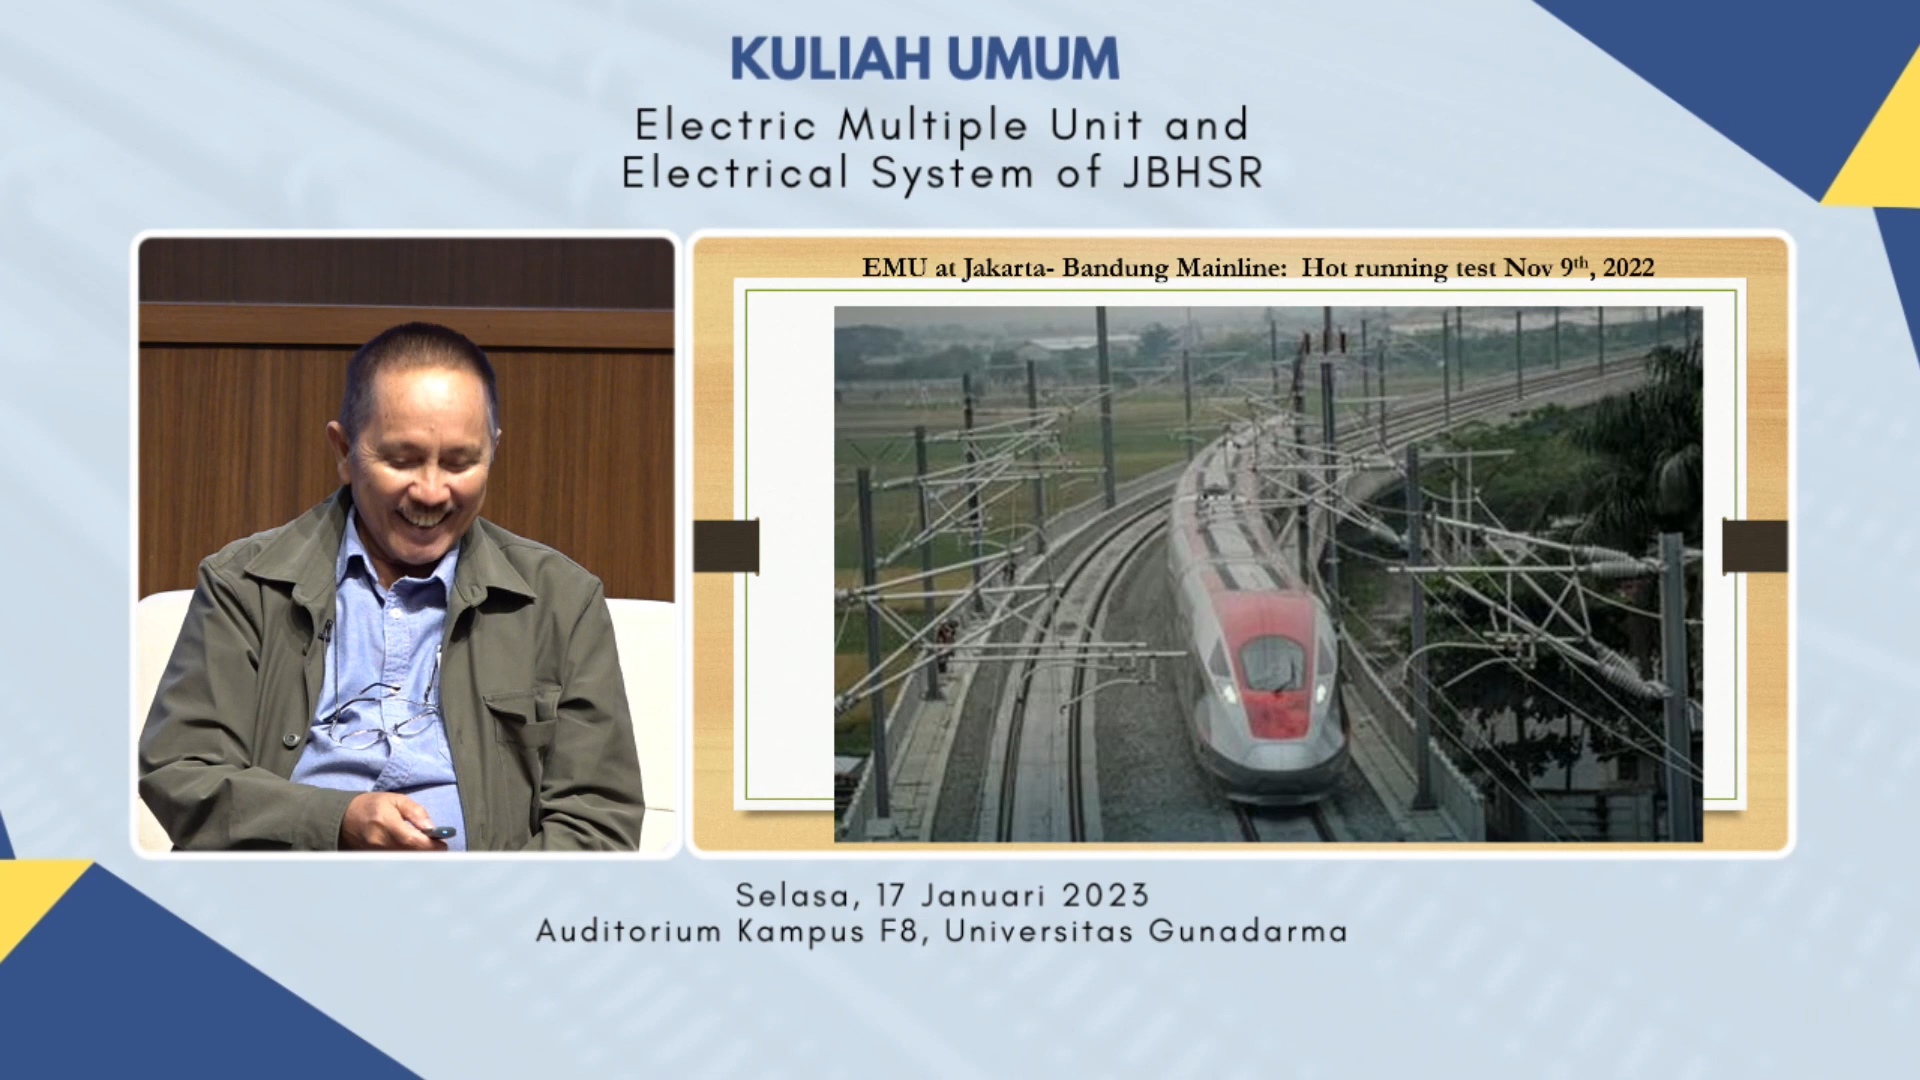 KULIAH UMUM
Electric Multiple Unit and
Electrical System of JBHSR
EMU at Jakarta- Bandung Mainline: Hot running test Nov 9th, 2022
Selasa, 17 Januari 2023
Auditorium Kampus F8, Universitas Gunadarma